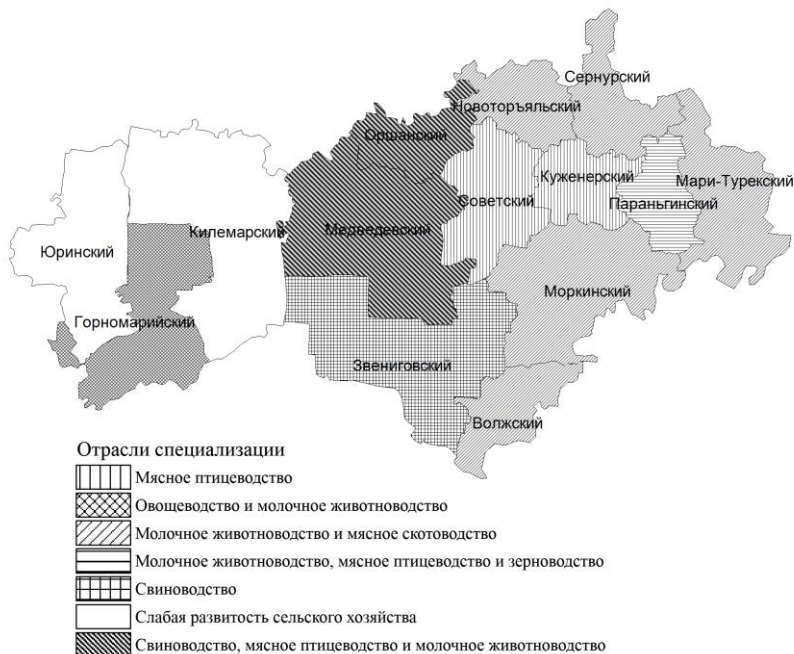 Сернурский
Новоторъяльский
Оршанский
Куженерский
Мари-Турекский
Советский
Параньгинский
Килемарский
Медведевский
Юринский
Моркинский
Горномарийский
Звениговский
Волжский
Отрасли специализации
Мясное птицеводство
Овощеводство и молочное животноводство
Молочное животноводство и мясное скотоводство
Молочное животноводство, мясное птицеводство и зерноводство
Свиноводство
Слабая развитость сельского хозяйства
Свиноводство, мясное птицеводство и молочное животноводство